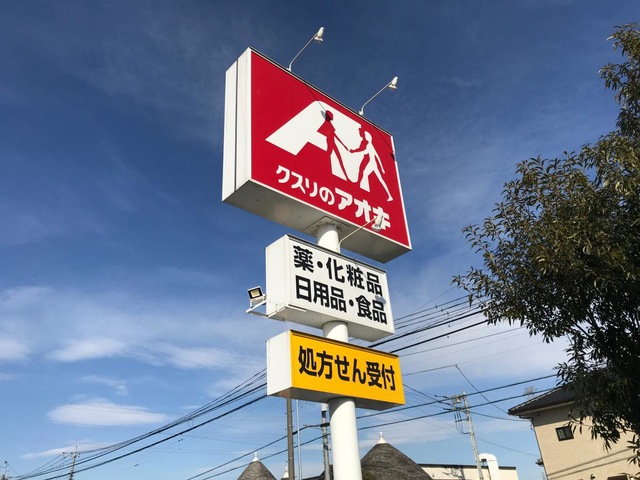 クスリのアオキ
薬・化粧品
日用品・食品
処方せん受付